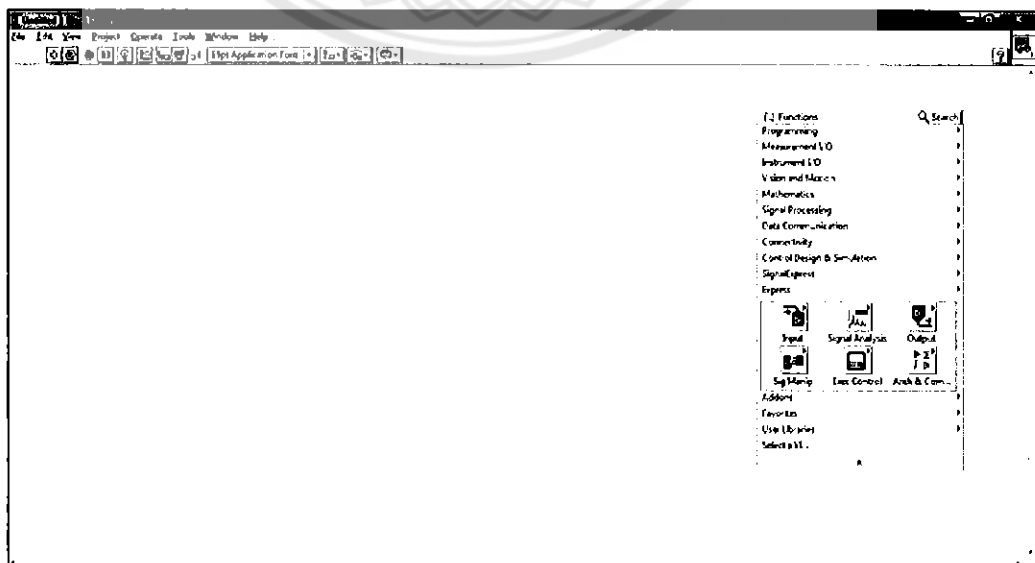 File Edit View Project Operate Tools Window Help
15pt Application Font
Functions Search
Programming
Measurement I/O
Instrument I/O
Vision and Motion
Mathematics
Signal Processing
Data Communication
Connectivity
Control Design & Simulation
SignalExpress
Express
Input Signal Analysis Output
Sig Manip Exec Control Arith & Com...
Addons
Favorites
User Libraries
Select a VI...